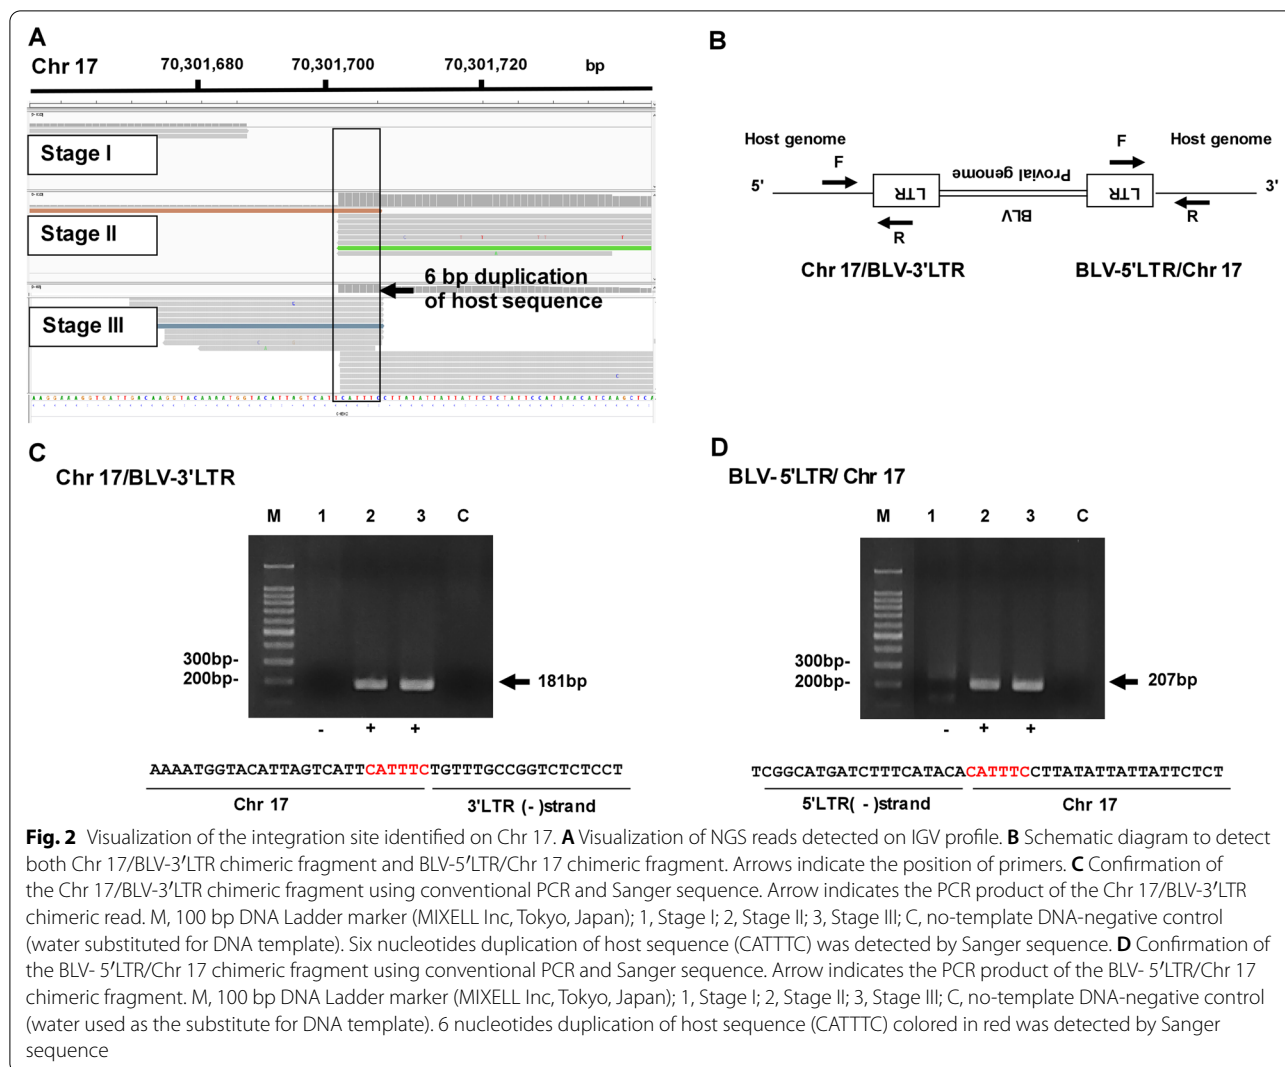 A
Chr 17
70,301,680
70,301,700
70,301,720
bp
Stage I
Stage II
Stage III
6 bp duplication
of host sequence
AAGGAAAGGTGATTGACAAGGTACAAAATGGTACATTAGTCATTCATTTCCTTATATTATTATTCTCTATTCCATAAACATCAAGCTCA
B
Host genome
F
F
Host genome
5'
LTR
Provial genome
LTR
3'
BLV
R
R
Chr 17/BLV-3'LTR
BLV-5'LTR/Chr 17
C
Chr 17/BLV-3'LTR
M 1 2 3 C
300bp-
200bp-
181bp
- + +
AAAATGGTACATTAGTCATTCATTTCTGTTTGCCGGTCTCTCCT
Chr 17
3'LTR (-)strand
D
BLV-5'LTR/ Chr 17
M 1 2 3 C
300bp-
200bp-
207bp
- + +
TCGGCATGATCTTTCATACACATTTCCTTATATTATTATTCTCT
5'LTR(-)strand
Chr 17
Fig. 2 Visualization of the integration site identified on Chr 17. A Visualization of NGS reads detected on IGV profile. B Schematic diagram to detect
both Chr 17/BLV-3′LTR chimeric fragment and BLV-5′LTR/Chr 17 chimeric fragment. Arrows indicate the position of primers. C Confirmation of
the Chr 17/BLV-3′LTR chimeric fragment using conventional PCR and Sanger sequence. Arrow indicates the PCR product of the Chr 17/BLV-3′LTR
chimeric read. M, 100 bp DNA Ladder marker (MIXELL Inc, Tokyo, Japan); 1, Stage I; 2, Stage II; 3, Stage III; C, no-template DNA-negative control
(water substituted for DNA template). Six nucleotides duplication of host sequence (CATTTC) was detected by Sanger sequence. D Confirmation of
the BLV- 5′LTR/Chr 17 chimeric fragment using conventional PCR and Sanger sequence. Arrow indicates the PCR product of the BLV- 5′LTR/Chr 17
chimeric fragment. M, 100 bp DNA Ladder marker (MIXELL Inc, Tokyo, Japan); 1, Stage I; 2, Stage II; 3, Stage III; C, no-template DNA-negative control
(water used as the substitute for DNA template). 6 nucleotides duplication of host sequence (CATTTC) colored in red was detected by Sanger
sequence